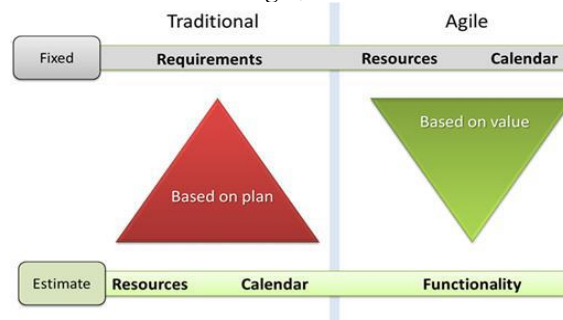 Traditional
Agile
Fixed
Requirements
Resources
Calendar
Based on plan
Based on value
Estimate
Resources
Calendar
Functionality